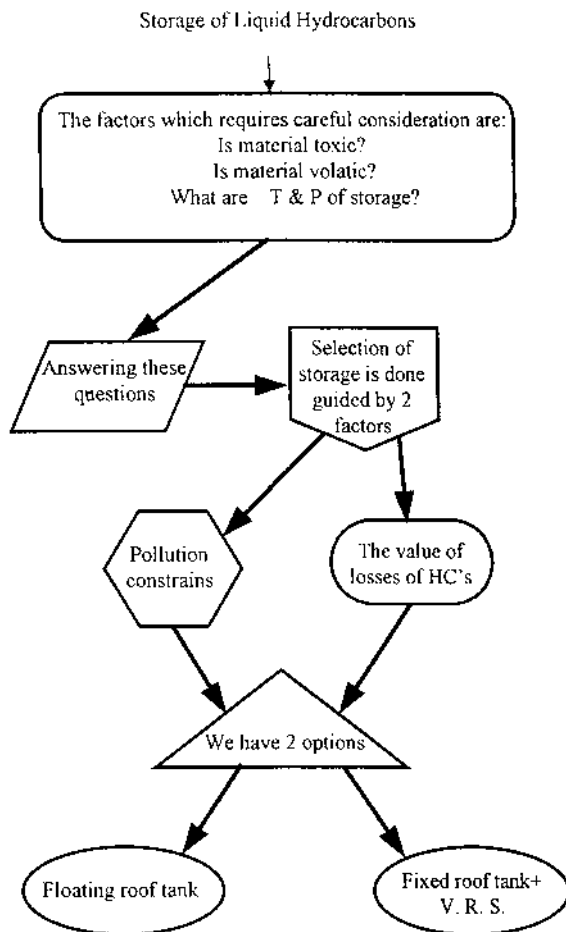 Storage of Liquid Hydrocarbons
The factors which requires careful consideration are:
Is material toxic?
Is material volatic?
What are T & P of storage?
Answering these
questions
Selection of
storage is done
guided by 2
factors
Pollution
constrains
The value of
losses of HC's
We have 2 options
Floating roof tank
Fixed roof tank+
V. R. S.